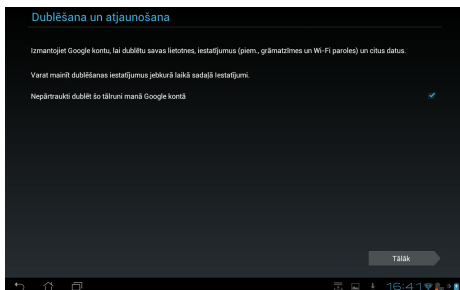 Dublēšana un atjaunošana
Izmantojiet Google kontu, lai dublētu savas lietotnes, iestatījumus (piem., grāmatzīmes un Wi-Fi paroles) un citus datus.
Varat mainīt dublēšanas iestatījumus jebkurā laikā sadaļā Iestatījumi.
Nepārtraukti dublēt šo tālruni manā Google kontā
Tālāk
16:41